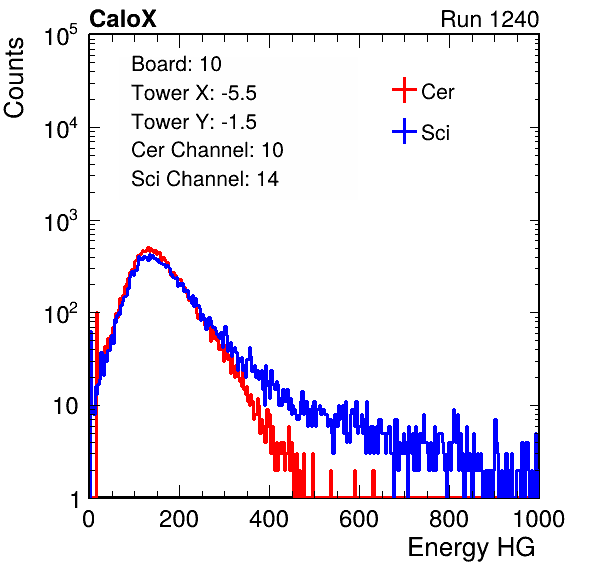 CaloX Run 1240
Counts
10^5
10^4
10^3
10^2
10
1
Board: 10
Tower X: -5.5
Tower Y: -1.5
Cer Channel: 10
Sci Channel: 14
Cer
Sci
0 200 400 600 800 1000
Energy HG